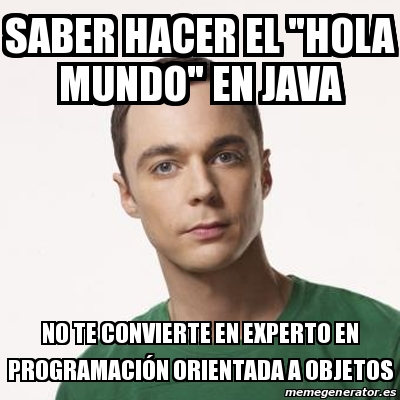 SABER HACER EL "HOLA
MUNDO" EN JAVA
NO TE CONVIERTE EN EXPERTO EN
PROGRAMACIÓN ORIENTADA A OBJETOS
memegenerator.es